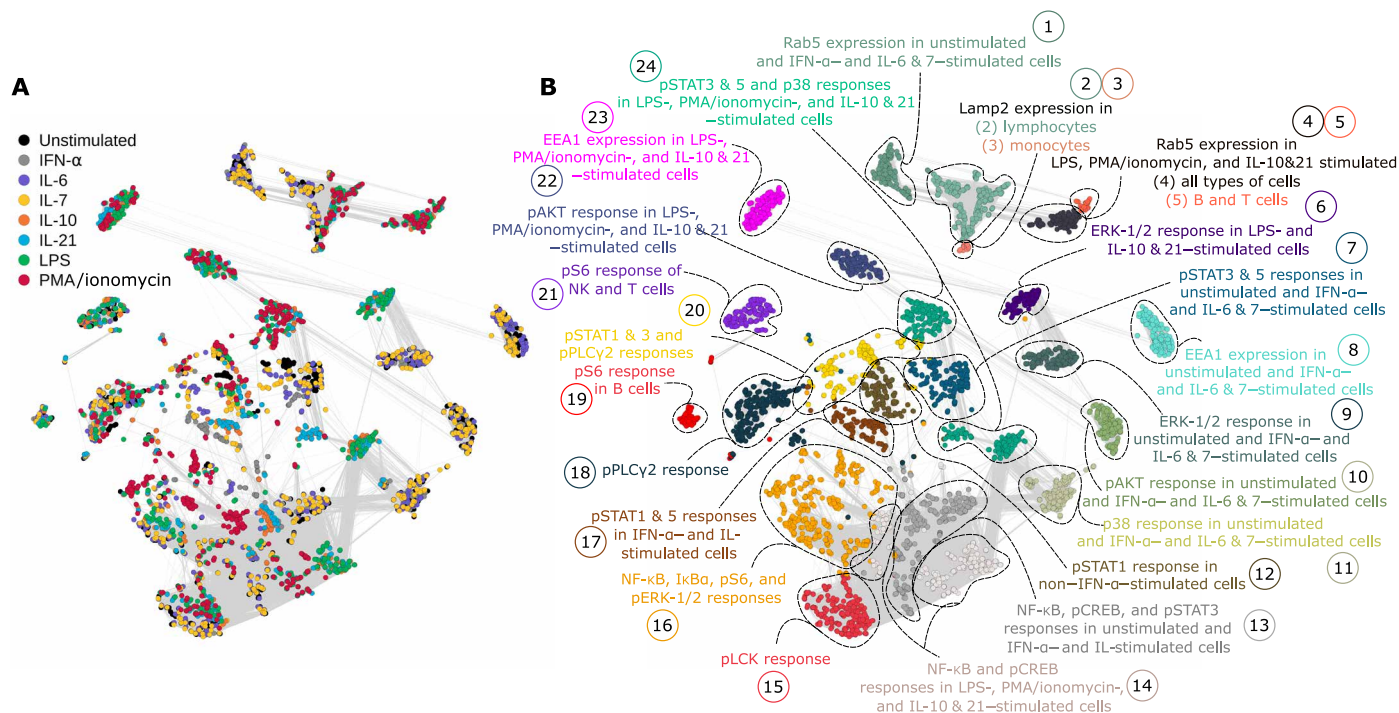 A
Unstimulated
IFN-α
IL-6
IL-7
IL-10
IL-21
LPS
PMA/ionomycin
B
1
Rab5 expression in unstimulated
and IFN-α− and IL-6 & 7−stimulated cells
24
pSTAT3 & 5 and p38 responses
in LPS-, PMA/ionomycin-, and IL-10 & 21
−stimulated cells
2 3
Lamp2 expression in
(2) lymphocytes
(3) monocytes
23
EEA1 expression in LPS-,
PMA/ionomycin-, and IL-10 & 21
−stimulated cells
4 5
Rab5 expression in
LPS, PMA/ionomycin, and IL-10&21 stimulated
(4) all types of cells
(5) B and T cells
22
pAKT response in LPS-,
PMA/ionomycin-, and IL-10 & 21
−stimulated cells
6
ERK-1/2 response in LPS- and
IL-10 & 21−stimulated cells
7
pSTAT3 & 5 responses in
unstimulated and IFN-α−
and IL-6 & 7−stimulated cells
21
pS6 response of
NK and T cells
20
pSTAT1 & 3 and
pPLCγ2 responses
8
EEA1 expression in
unstimulated and IFN-α−
and IL-6 & 7−stimulated cells
19
pS6 response
in B cells
9
ERK-1/2 response in
unstimulated and IFN-α− and
IL-6 & 7−stimulated cells
18
pPLCγ2 response
10
pAKT response in unstimulated
and IFN-α− and IL-6 & 7−stimulated cells
17
pSTAT1 & 5 responses
in IFN-α− and IL-
stimulated cells
p38 response in unstimulated
and IFN-α− and IL-6 & 7−stimulated cells
11
pSTAT1 response in
non−IFN-α−stimulated cells
12
NF-κB, IκBα, pS6, and
pERK-1/2 responses
16
NF-κB, pCREB, and pSTAT3
responses in unstimulated and
IFN-α− and IL-stimulated cells
13
pLCK response
15
NF-κB and pCREB
responses in LPS-, PMA/ionomycin-,
and IL-10 & 21−stimulated cells
14